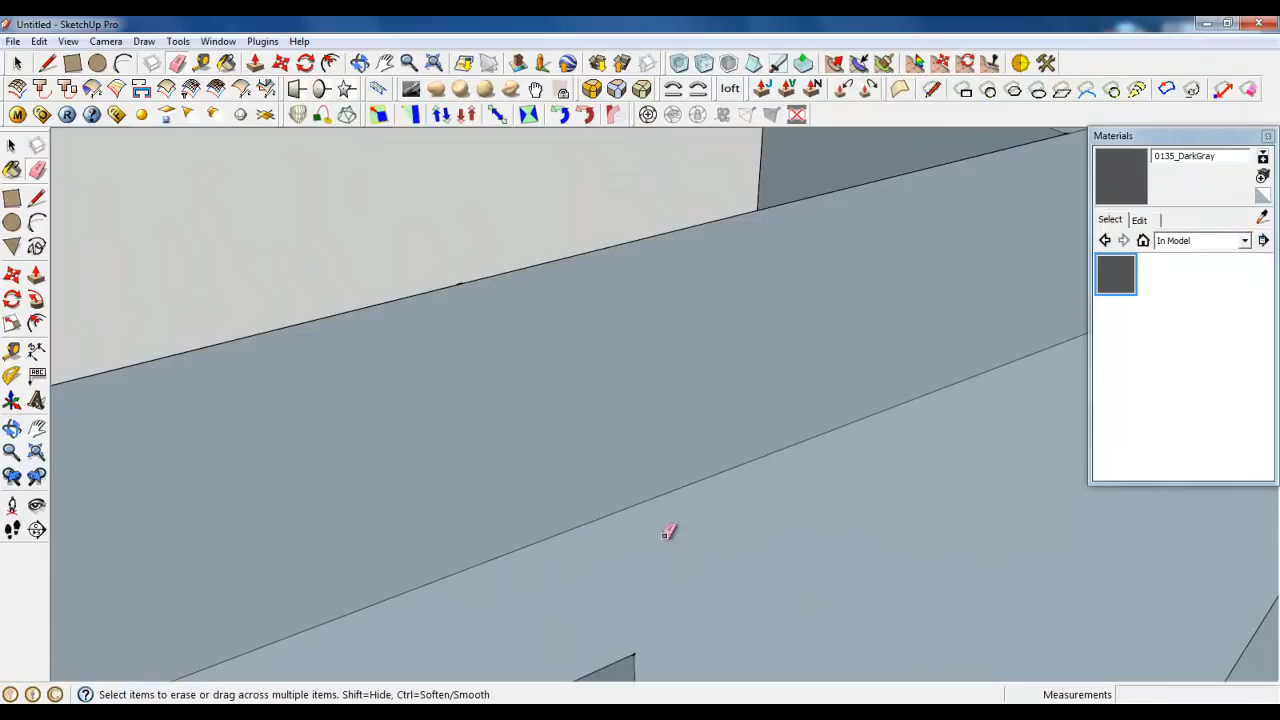 Untitled - SketchUp Pro
File Edit View Camera Draw Tools Window Plugins Help
loft
Materials
0135_DarkGray
Select Edit
In Model
Select items to erase or drag across multiple items. Shift=Hide, Ctrl=Soften/Smooth
Measurements